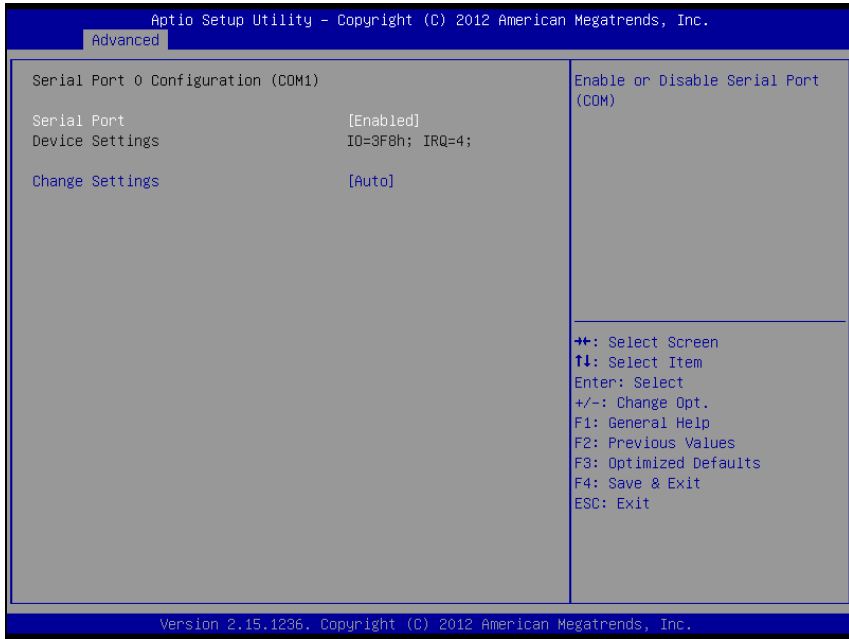 Aptio Setup Utility – Copyright (C) 2012 American Megatrends, Inc.
Advanced
Serial Port 0 Configuration (COM1)
Serial Port [Enabled]
Device Settings IO=3F8h; IRQ=4;
Change Settings [Auto]
Enable or Disable Serial Port
(COM)
→←: Select Screen
↑↓: Select Item
Enter: Select
+/-: Change Opt.
F1: General Help
F2: Previous Values
F3: Optimized Defaults
F4: Save & Exit
ESC: Exit
Version 2.15.1236. Copyright (C) 2012 American Megatrends, Inc.